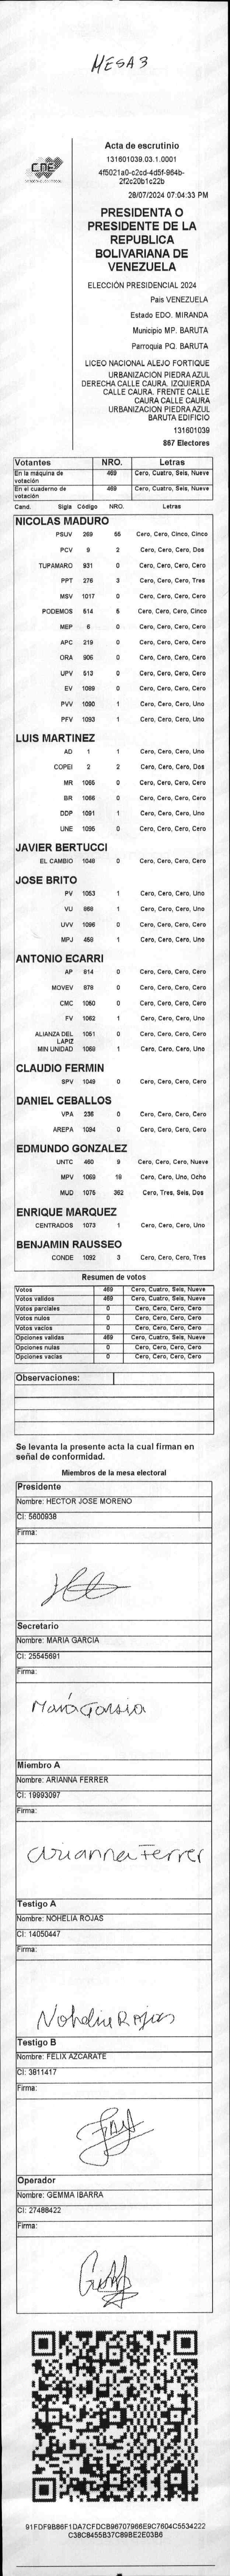 MESA 3
CNE
Acta de escrutinio
131601039.03.1.0001
4f5021a0-c2cd-4d5f-964b-
2f2c20b1c22b
28/07/2024 07:04:33 PM
PRESIDENTA O
PRESIDENTE DE LA
REPUBLICA
BOLIVARIANA DE
VENEZUELA
ELECCIÓN PRESIDENCIAL 2024
País VENEZUELA
Estado EDO. MIRANDA
Municipio MP. BARUTA
Parroquia PQ. BARUTA
LICEO NACIONAL ALEJO FORTIQUE
URBANIZACIÓN PIEDRA AZUL
DERECHA CALLE CAURA. IZQUIERDA
CALLE CAURA. FRENTE CALLE
CAURA CALLE CAURA
URBANIZACIÓN PIEDRA AZUL
BARUTA EDIFICIO
131601039
867 Electores
Votantes NRO. Letras
En la máquina de votación 469 Cero, Cuatro, Seis, Nueve
En el cuaderno de votación 469 Cero, Cuatro, Seis, Nueve
Cand. Sigla Código NRO. Letras
NICOLAS MADURO
PSUV 269 55 Cero, Cero, Cinco, Cinco
PCV 9 2 Cero, Cero, Cero, Dos
TUPAMARO 931 0 Cero, Cero, Cero, Cero
PPT 276 3 Cero, Cero, Cero, Tres
MSV 1017 0 Cero, Cero, Cero, Cero
PODEMOS 514 5 Cero, Cero, Cero, Cinco
MEP 6 0 Cero, Cero, Cero, Cero
APC 219 0 Cero, Cero, Cero, Cero
ORA 906 0 Cero, Cero, Cero, Cero
UPV 513 0 Cero, Cero, Cero, Cero
EV 1099 0 Cero, Cero, Cero, Cero
PVV 1090 1 Cero, Cero, Cero, Uno
PFV 1093 1 Cero, Cero, Cero, Uno
LUIS MARTINEZ
AD 1 1 Cero, Cero, Cero, Uno
COPEI 2 2 Cero, Cero, Cero, Dos
MR 1065 0 Cero, Cero, Cero, Cero
BR 1066 0 Cero, Cero, Cero, Cero
DDP 1091 1 Cero, Cero, Cero, Uno
UNE 1095 0 Cero, Cero, Cero, Cero
JAVIER BERTUCCI
EL CAMBIO 1048 0 Cero, Cero, Cero, Cero
JOSE BRITO
PV 1053 1 Cero, Cero, Cero, Uno
VU 868 1 Cero, Cero, Cero, Uno
UVV 1096 0 Cero, Cero, Cero, Cero
MPJ 458 1 Cero, Cero, Cero, Uno
ANTONIO ECARRI
AP 814 0 Cero, Cero, Cero, Cero
MOVEV 878 0 Cero, Cero, Cero, Cero
CMC 1050 0 Cero, Cero, Cero, Cero
FV 1062 1 Cero, Cero, Cero, Uno
ALIANZA DEL LAPIZ 1051 0 Cero, Cero, Cero, Cero
MIN UNIDAD 1068 1 Cero, Cero, Cero, Uno
CLAUDIO FERMIN
SPV 1049 0 Cero, Cero, Cero, Cero
DANIEL CEBALLOS
VPA 236 0 Cero, Cero, Cero, Cero
AREPA 1094 0 Cero, Cero, Cero, Cero
EDMUNDO GONZALEZ
UNTC 460 9 Cero, Cero, Cero, Nueve
MPV 1069 18 Cero, Cero, Uno, Ocho
MUD 1075 362 Cero, Tres, Seis, Dos
ENRIQUE MARQUEZ
CENTRADOS 1073 1 Cero, Cero, Cero, Uno
BENJAMIN RAUSSEO
CONDE 1092 3 Cero, Cero, Cero, Tres
Resumen de votos
Votos 469 Cero, Cuatro, Seis, Nueve
Votos validos 469 Cero, Cuatro, Seis, Nueve
Votos parciales 0 Cero, Cero, Cero, Cero
Votos nulos 0 Cero, Cero, Cero, Cero
Votos vacios 0 Cero, Cero, Cero, Cero
Opciones validas 469 Cero, Cuatro, Seis, Nueve
Opciones nulas 0 Cero, Cero, Cero, Cero
Opciones vacias 0 Cero, Cero, Cero, Cero
Observaciones:
Se levanta la presente acta la cual firman en
señal de conformidad.
Miembros de la mesa electoral
Presidente
Nombre: HECTOR JOSE MORENO
CI: 5600938
Firma:
Secretario
Nombre: MARIA GARCIA
CI: 25545691
Firma:
María Garsia
Miembro A
Nombre: ARIANNA FERRER
CI: 19993097
Firma:
Arianna Ferrer
Testigo A
Nombre: NOHELIA ROJAS
CI: 14050447
Firma:
Nohelia Rojas
Testigo B
Nombre: FELIX AZCARATE
CI: 3811417
Firma:
Operador
Nombre: GEMMA IBARRA
CI: 27488422
Firma:
91FDF9B86F1DA7CFDCB96707966E9C7604C5534222
C38C8455B37C89BE2E03B6